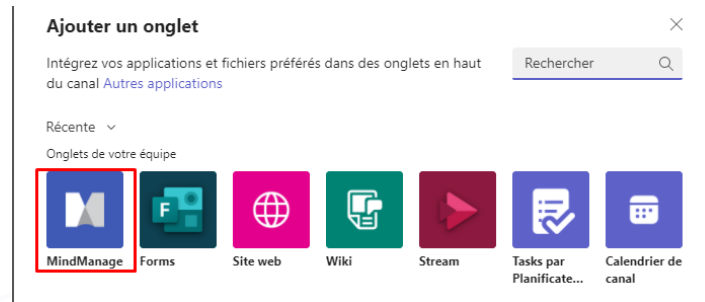 Ajouter un onglet
Intégrez vos applications et fichiers préférés dans des onglets en haut
du canal Autres applications
Rechercher
Récente
Onglets de votre équipe
F
MindManage
Forms
Site web
Wiki
Stream
Tasks par
Planificate...
Calendrier de
canal